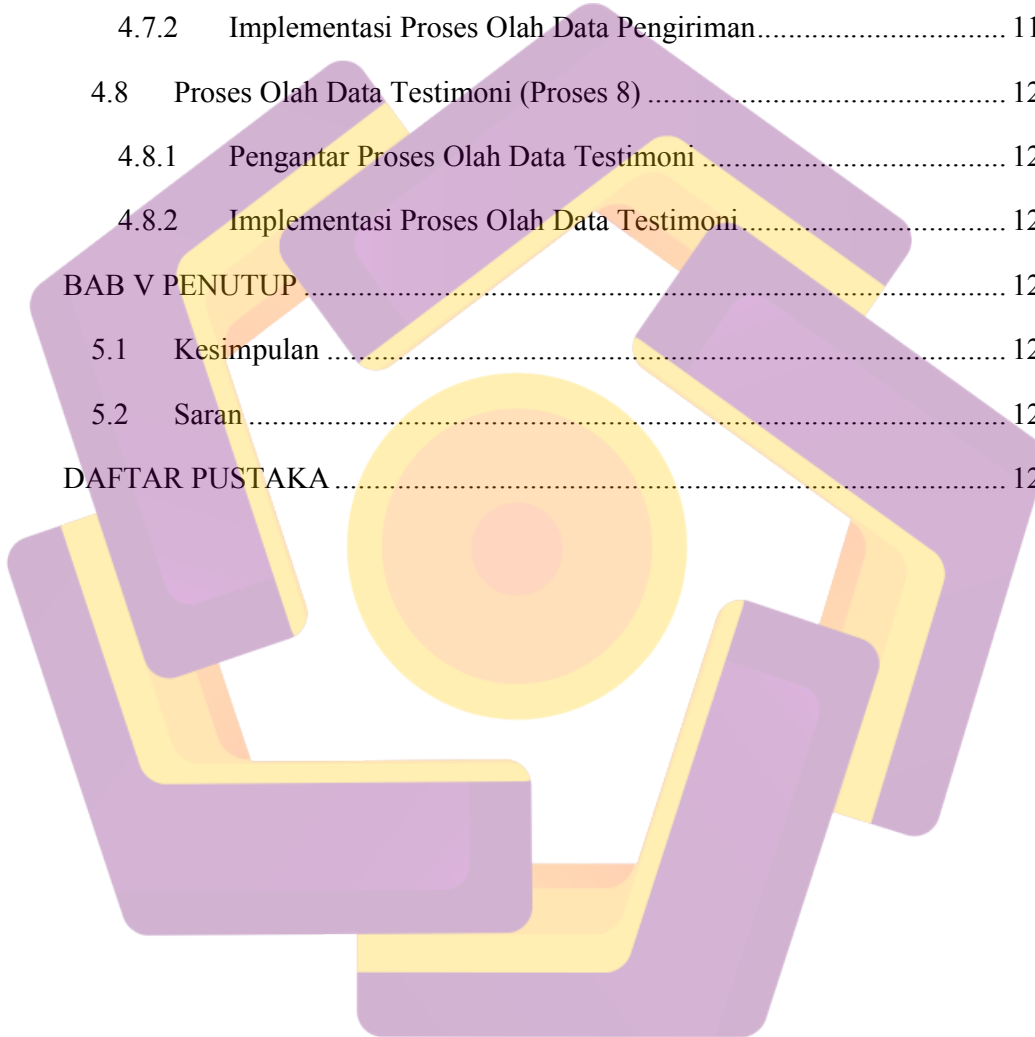 4.7.2 Implementasi Proses Olah Data Pengiriman............................... 11
4.8 Proses Olah Data Testimoni (Proses 8) ............................................. 12
4.8.1 Pengantar Proses Olah Data Testimoni ...................................... 12
4.8.2 Implementasi Proses Olah Data Testimoni................................. 12
BAB V PENUTUP ........................................................................................... 12
5.1 Kesimpulan ........................................................................................ 12
5.2 Saran.................................................................................................. 12
DAFTAR PUSTAKA ....................................................................................... 12